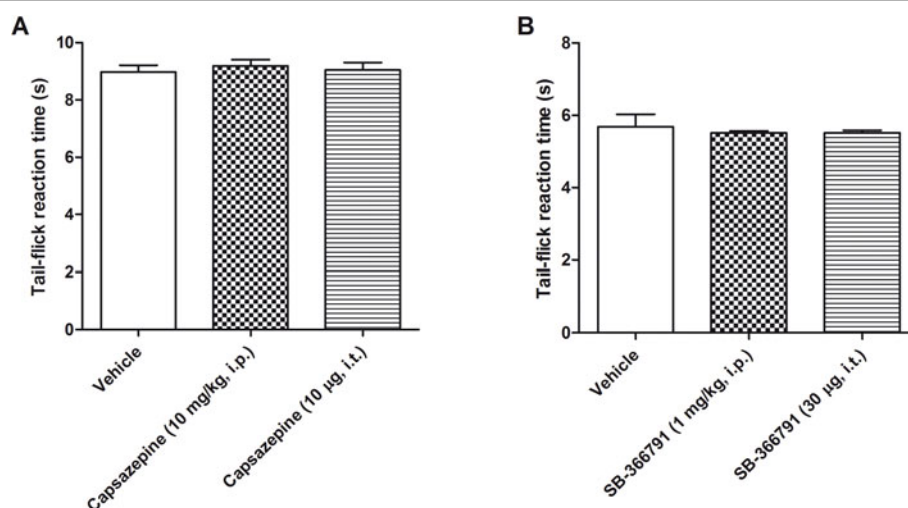 A
Tail-flick reaction time (s)
10
8
6
4
2
0
Vehicle
Capsazepine (10 mg/kg, i.p.)
Capsazepine (10 µg, i.t.)
B
Tail-flick reaction time (s)
8
6
4
2
0
Vehicle
SB-366791 (1 mg/kg, i.p.)
SB-366791 (30 µg, i.t.)